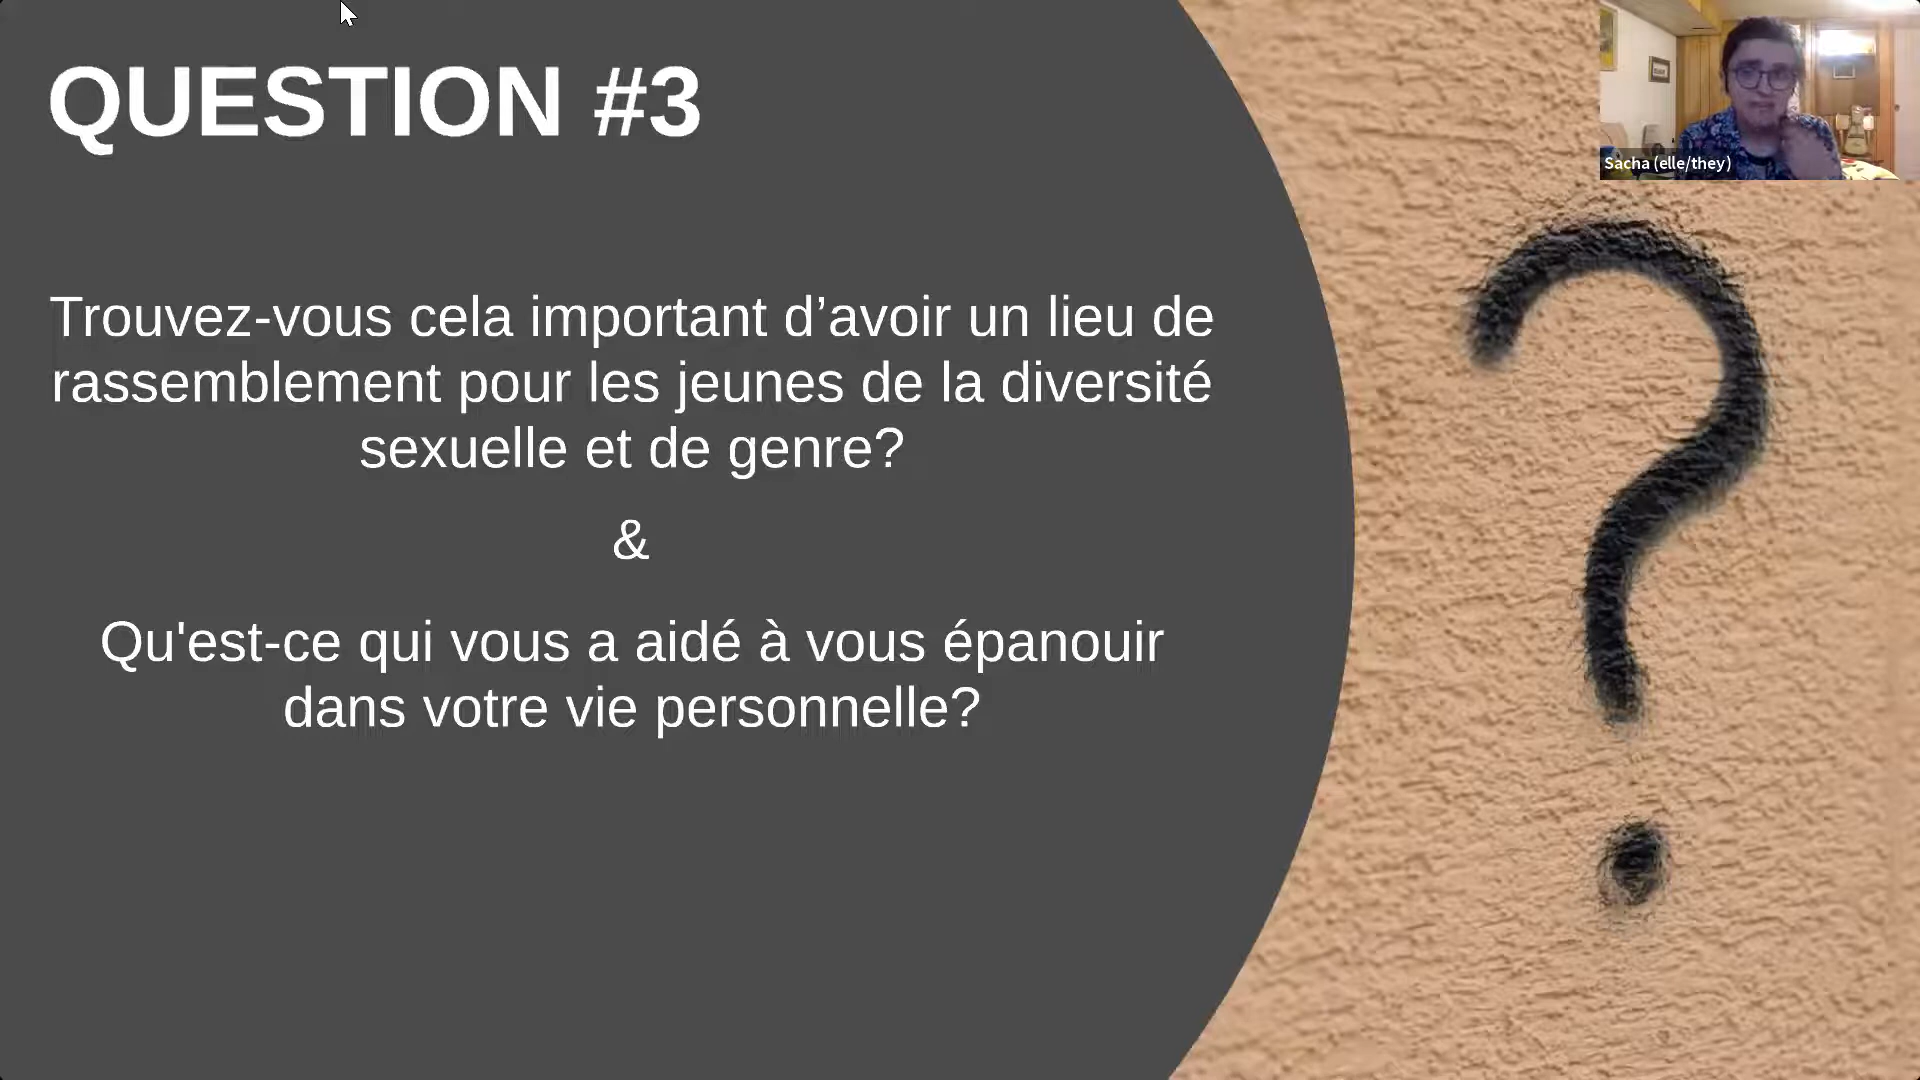 QUESTION #3
Sacha (elle/they)
Trouvez-vous cela important d’avoir un lieu de
rassemblement pour les jeunes de la diversité
sexuelle et de genre?
&
Qu'est-ce qui vous a aidé à vous épanouir
dans votre vie personnelle?